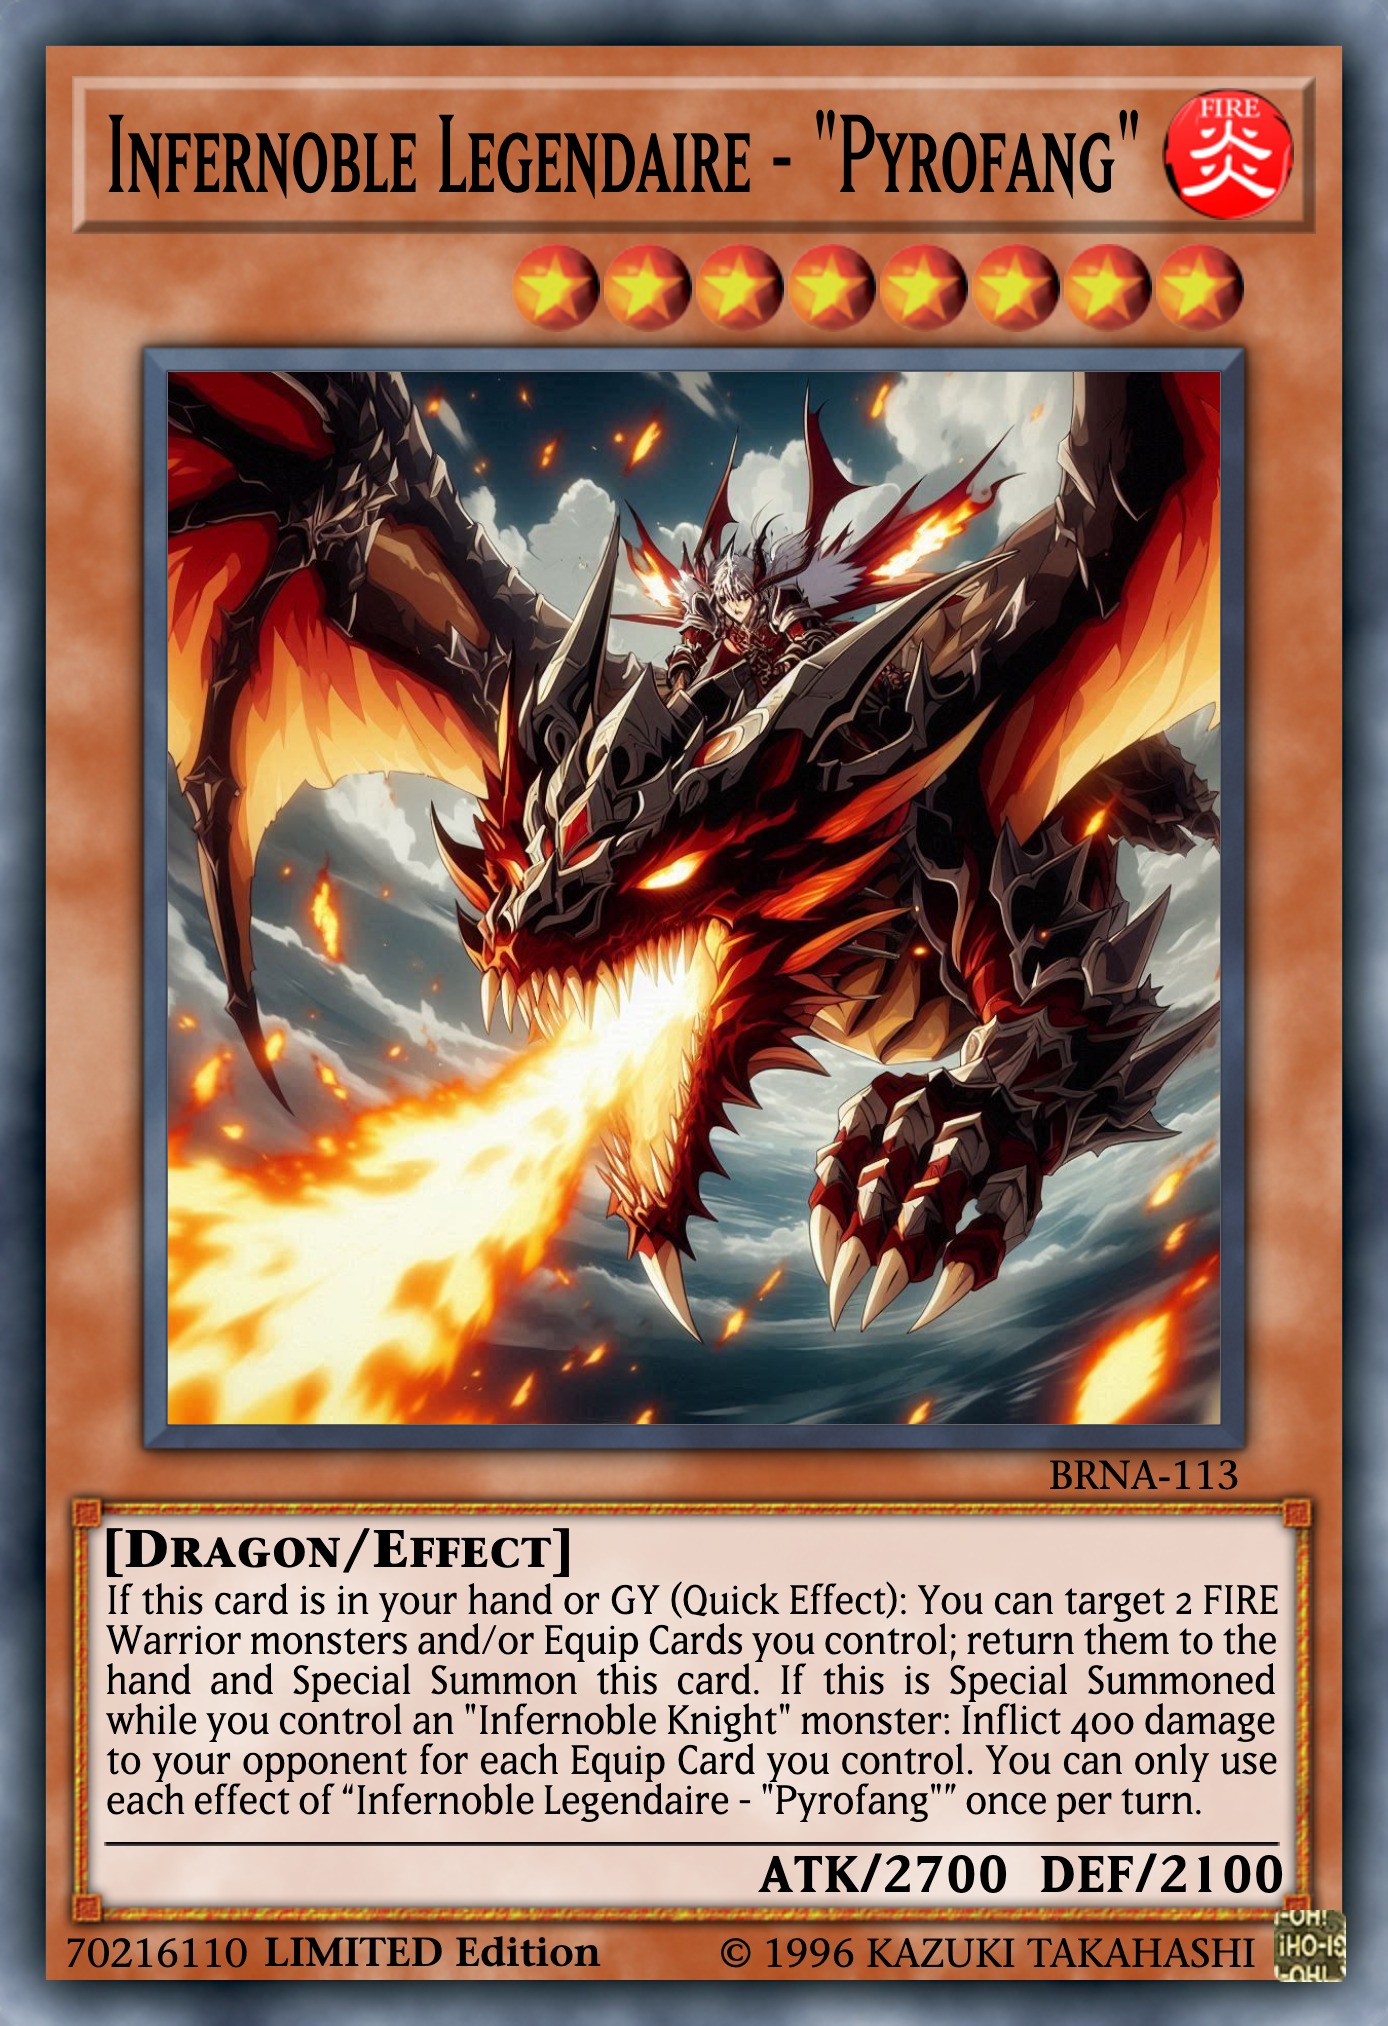 INFERNOBLE LEGENDAIRE - "PYROFANG"
FIRE
炎
BRNA-113
[DRAGON/EFFECT]
If this card is in your hand or GY (Quick Effect): You can target 2 FIRE
Warrior monsters and/or Equip Cards you control; return them to the
hand and Special Summon this card. If this is Special Summoned
while you control an "Infernoble Knight" monster: Inflict 400 damage
to your opponent for each Equip Card you control. You can only use
each effect of “Infernoble Legendaire - "Pyrofang"” once per turn.
ATK/2700 DEF/2100
70216110 LIMITED Edition © 1996 KAZUKI TAKAHASHI